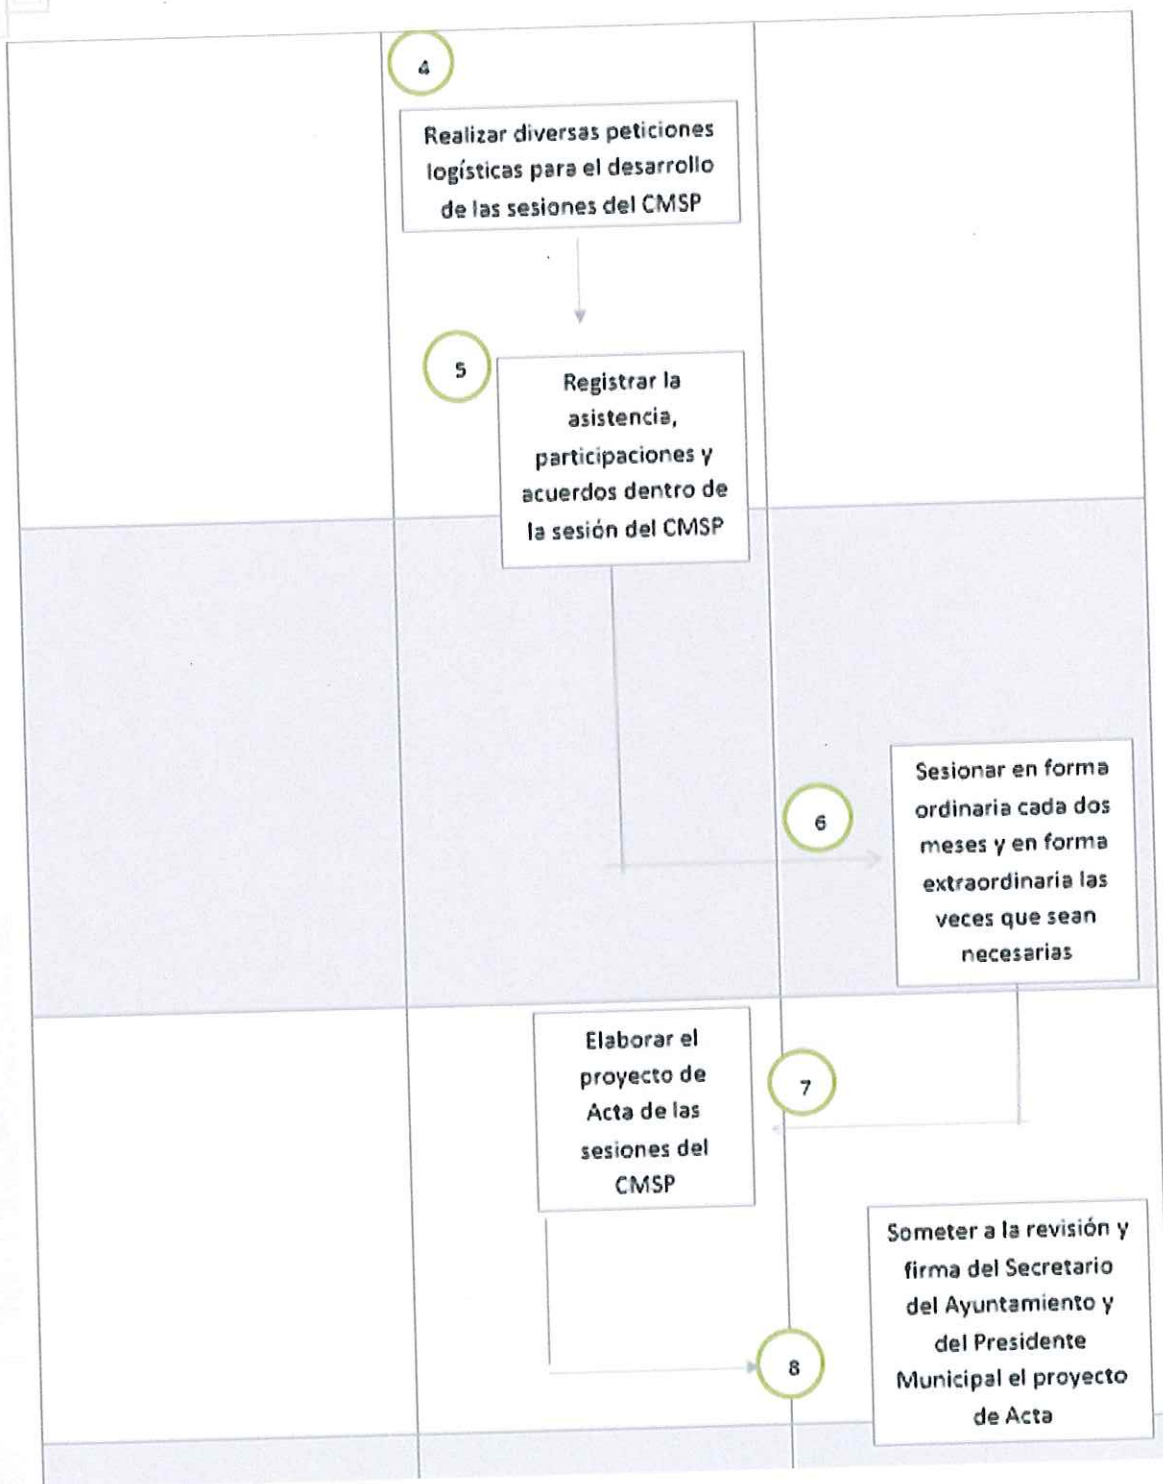 4
Realizar diversas peticiones
logísticas para el desarrollo
de las sesiones del CMSP
5
Registrar la
asistencia,
participaciones y
acuerdos dentro de
la sesión del CMSP
6
Sesionar en forma
ordinaria cada dos
meses y en forma
extraordinaria las
veces que sean
necesarias
Elaborar el
proyecto de
Acta de las
sesiones del
CMSP
7
Someter a la revisión y
firma del Secretario
del Ayuntamiento y
del Presidente
Municipal el proyecto
de Acta
8